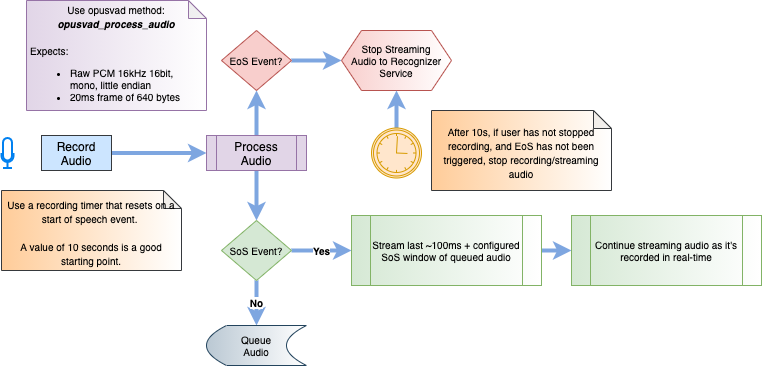 Use opusvad method:
opusvad_process_audio
Expects:
• Raw PCM 16kHz 16bit,
mono, little endian
• 20ms frame of 640 bytes
EoS Event?
Stop Streaming
Audio to Recognizer
Service
Record
Audio
Process
Audio
After 10s, if user has not stopped
recording, and EoS has not been
triggered, stop recording/streaming
audio
Use a recording timer that resets on a
start of speech event.
A value of 10 seconds is a good
starting point.
SoS Event?
Yes
Stream last ~100ms + configured
SoS window of queued audio
Continue streaming audio as it's
recorded in real-time
No
Queue
Audio